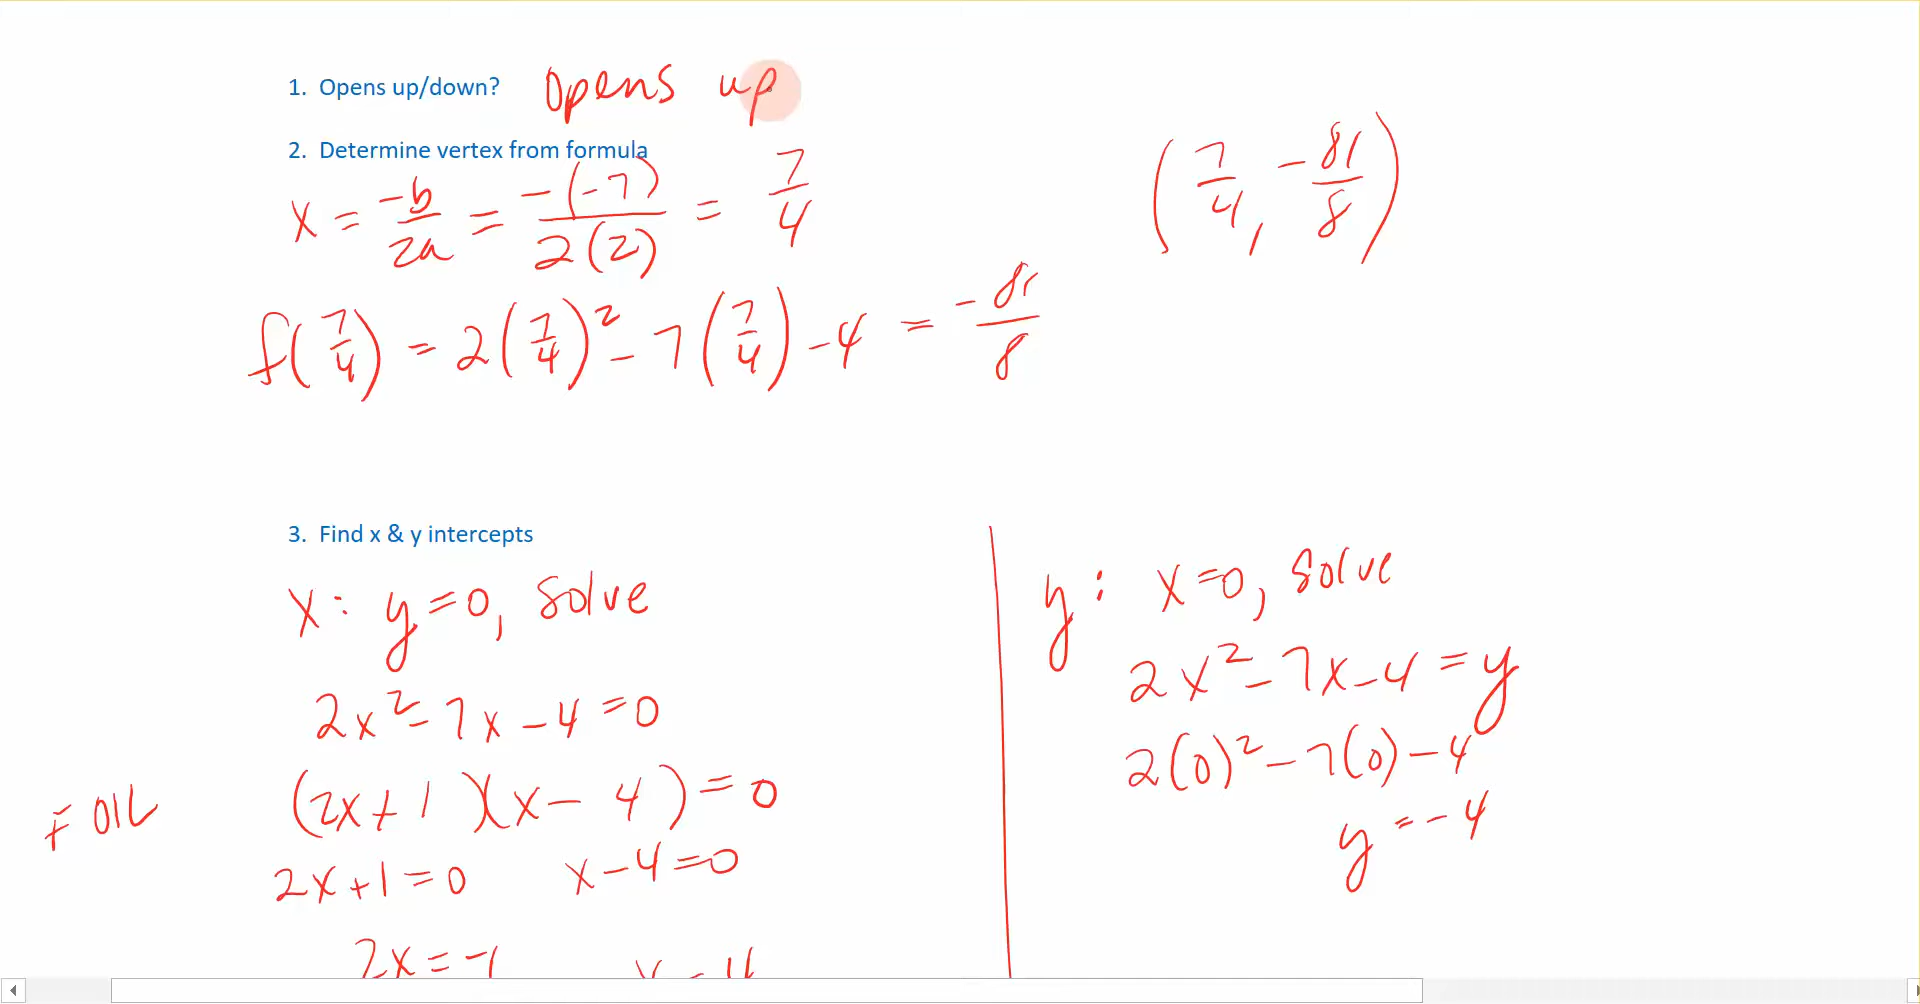 1. Opens up/down? Opens up
2. Determine vertex from formula
x = -b/2a = -(-7)/2(2) = 7/4
(7/4, -81/8)
f(7/4) = 2(7/4)² - 7(7/4) - 4 = -81/8
3. Find x & y intercepts
x: y=0, solve
2x² - 7x - 4 = 0
FOIL (2x+1)(x-4) = 0
2x+1=0 x-4=0
2x=-1 x=4
y: x=0, solve
2x² - 7x - 4 = y
2(0)² - 7(0) - 4
y = -4